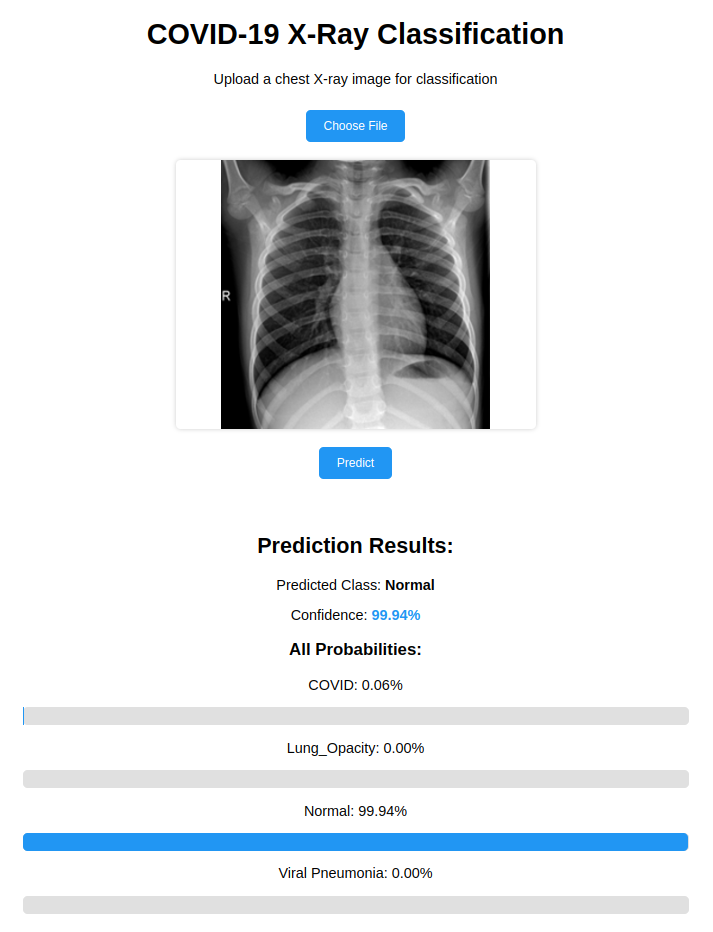 COVID-19 X-Ray Classification
Upload a chest X-ray image for classification
Choose File
R
Predict
Prediction Results:
Predicted Class: Normal
Confidence: 99.94%
All Probabilities:
COVID: 0.06%
Lung_Opacity: 0.00%
Normal: 99.94%
Viral Pneumonia: 0.00%